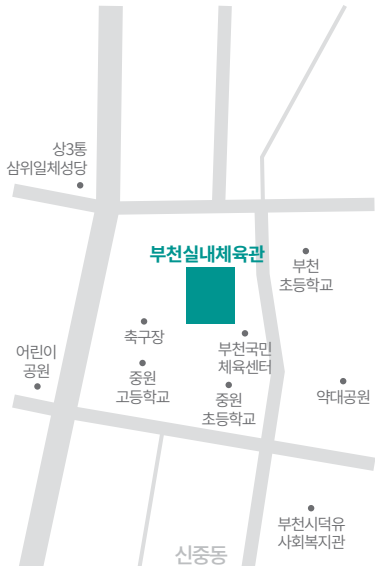 상3통
삼위일체성당
부천실내체육관
부천
초등학교
축구장
부천국민
체육센터
어린이
공원
중원
고등학교
중원
초등학교
약대공원
부천시덕유
사회복지관
신중동